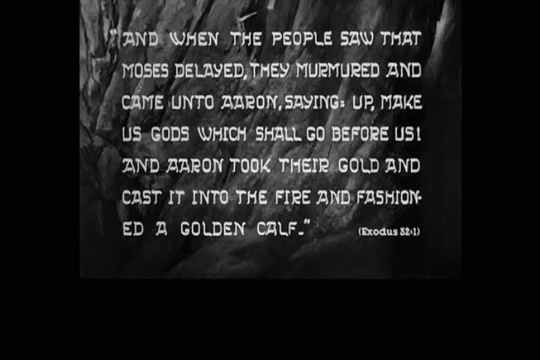 "AND WHEN THE PEOPLE SAW THAT
MOSES DELAYED, THEY MURMURED AND
CAME UNTO AARON, SAYING: UP, MAKE
US GODS WHICH SHALL GO BEFORE US!
AND AARON TOOK THEIR GOLD AND
CAST IT INTO THE FIRE AND FASHION-
ED A GOLDEN CALF."
(Exodus 32:1)